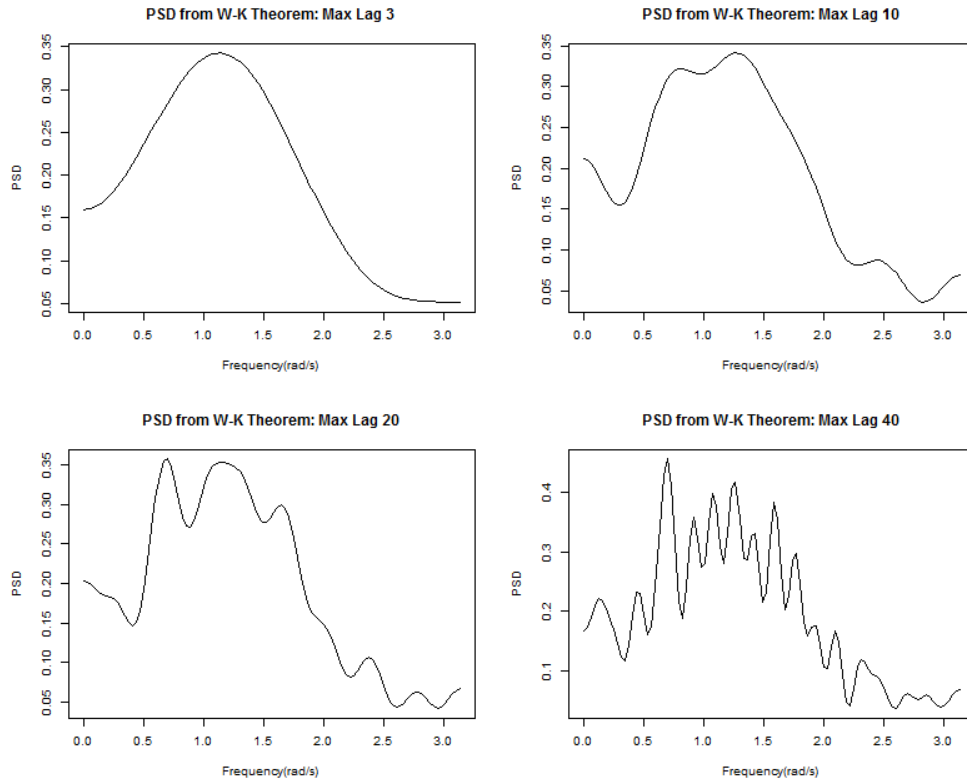 PSD from W-K Theorem: Max Lag 3
PSD
0.05 0.10 0.15 0.20 0.25 0.30 0.35
0.0 0.5 1.0 1.5 2.0 2.5 3.0
Frequency(rad/s)
PSD from W-K Theorem: Max Lag 10
PSD
0.05 0.10 0.15 0.20 0.25 0.30 0.35
0.0 0.5 1.0 1.5 2.0 2.5 3.0
Frequency(rad/s)
PSD from W-K Theorem: Max Lag 20
PSD
0.05 0.10 0.15 0.20 0.25 0.30 0.35
0.0 0.5 1.0 1.5 2.0 2.5 3.0
Frequency(rad/s)
PSD from W-K Theorem: Max Lag 40
PSD
0.1 0.2 0.3 0.4
0.0 0.5 1.0 1.5 2.0 2.5 3.0
Frequency(rad/s)